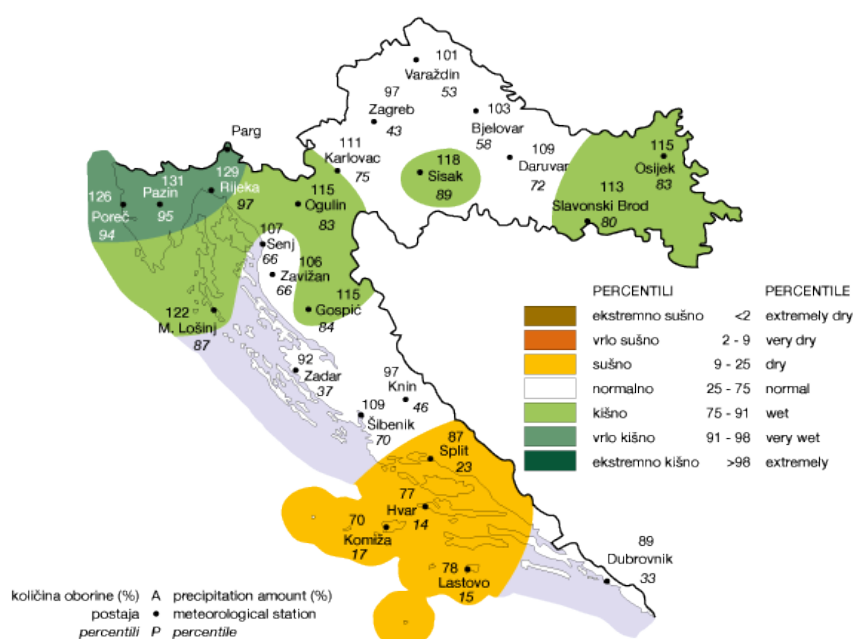 101
Varaždin
53
97
Zagreb
43
103
Bjelovar
58
Parg
111
Karlovac
75
118
Sisak
89
109
Daruvar
72
115
Osijek
83
126
Poreč
94
131
Pazin
95
129
Rijeka
97
115
Ogulin
83
113
Slavonski Brod
80
107
Senj
66
106
Zavižan
66
115
Gospić
84
122
M. Lošinj
87
92
Zadar
37
97
Knin
46
109
Šibenik
70
87
Split
23
77
Hvar
14
70
Komiža
17
78
Lastovo
15
89
Dubrovnik
33
PERCENTILI PERCENTILE
ekstremno sušno <2 extremely dry
vrlo sušno 2 - 9 very dry
sušno 9 - 25 dry
normalno 25 - 75 normal
kišno 75 - 91 wet
vrlo kišno 91 - 98 very wet
ekstremno kišno >98 extremely
količina oborine (%) A precipitation amount (%)
postaja • meteorological station
percentili P percentile